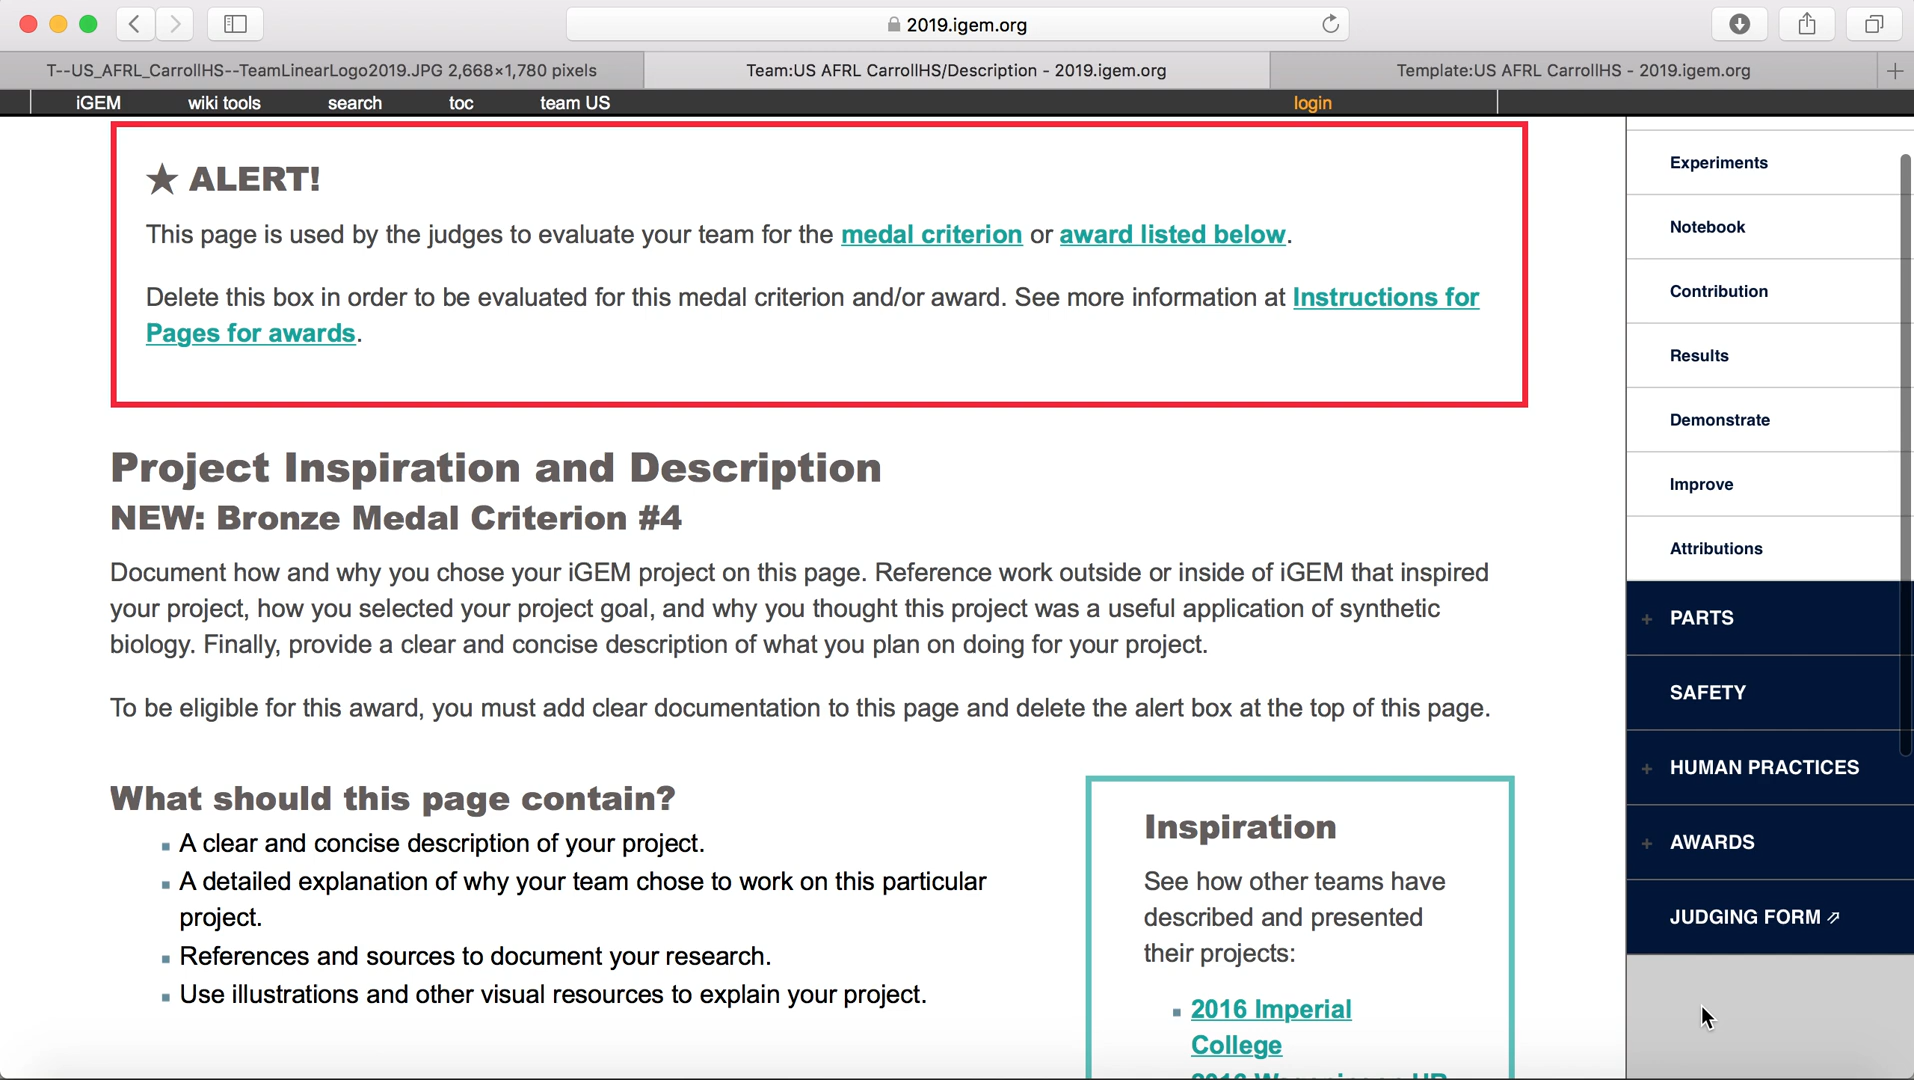 2019.igem.org
T--US_AFRL_CarrollHS--TeamLinearLogo2019.JPG 2,668×1,780 pixels
Team:US AFRL CarrollHS/Description - 2019.igem.org
Template:US AFRL CarrollHS - 2019.igem.org
iGEM wiki tools search toc team US login
★ ALERT!
This page is used by the judges to evaluate your team for the medal criterion or award listed below.
Delete this box in order to be evaluated for this medal criterion and/or award. See more information at Instructions for
Pages for awards.
Project Inspiration and Description
NEW: Bronze Medal Criterion #4
Document how and why you chose your iGEM project on this page. Reference work outside or inside of iGEM that inspired
your project, how you selected your project goal, and why you thought this project was a useful application of synthetic
biology. Finally, provide a clear and concise description of what you plan on doing for your project.
To be eligible for this award, you must add clear documentation to this page and delete the alert box at the top of this page.
What should this page contain?
A clear and concise description of your project.
A detailed explanation of why your team chose to work on this particular
project.
References and sources to document your research.
Use illustrations and other visual resources to explain your project.
Inspiration
See how other teams have
described and presented
their projects:
2016 Imperial
College
Experiments
Notebook
Contribution
Results
Demonstrate
Improve
Attributions
+ PARTS
SAFETY
+ HUMAN PRACTICES
+ AWARDS
JUDGING FORM ⇗